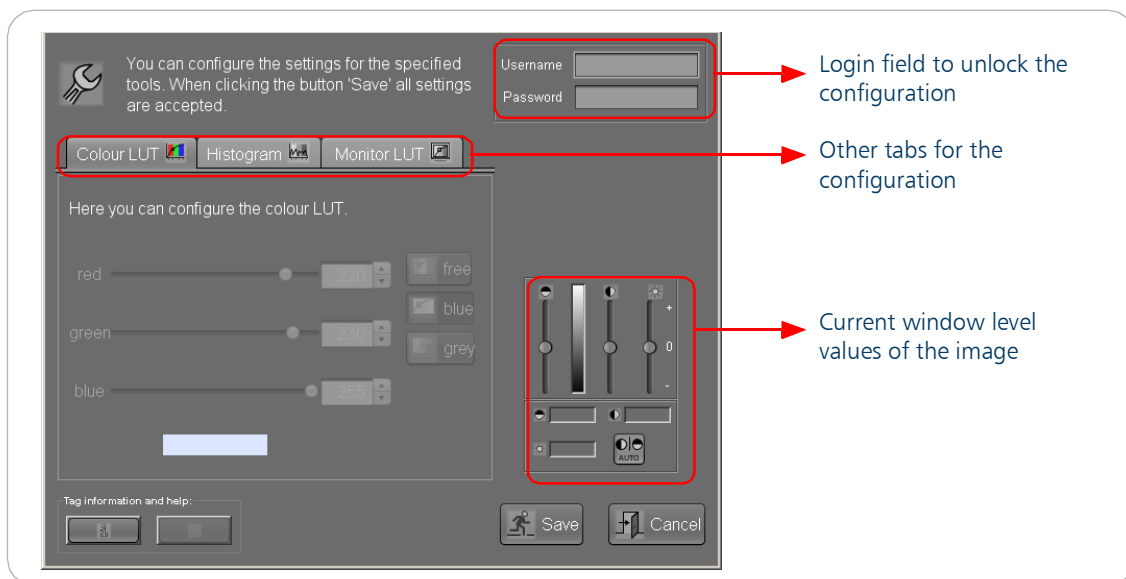 You can configure the settings for the specified
tools. When clicking the button 'Save' all settings
are accepted.
Username
Password
Login field to unlock the
configuration
Colour LUT
Histogram
Monitor LUT
Other tabs for the
configuration
Here you can configure the colour LUT.
red
220
free
green
230
blue
grey
blue
255
+
0
-
AUTO
Current window level
values of the image
Tag information and help:
Save
Cancel